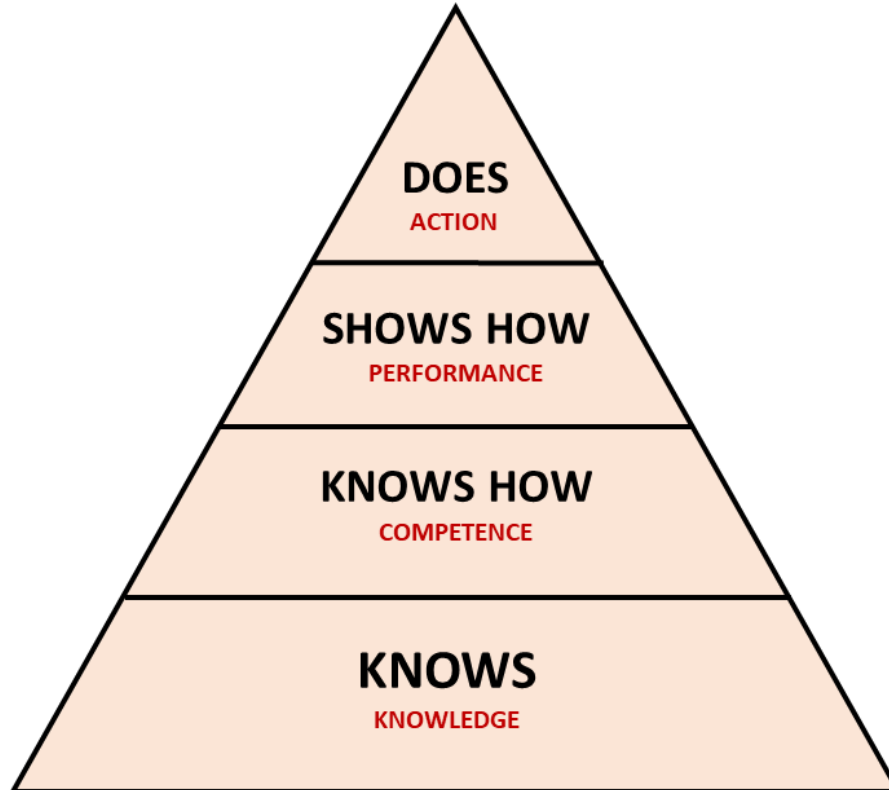 DOES
ACTION
SHOWS HOW
PERFORMANCE
KNOWS HOW
COMPETENCE
KNOWS
KNOWLEDGE